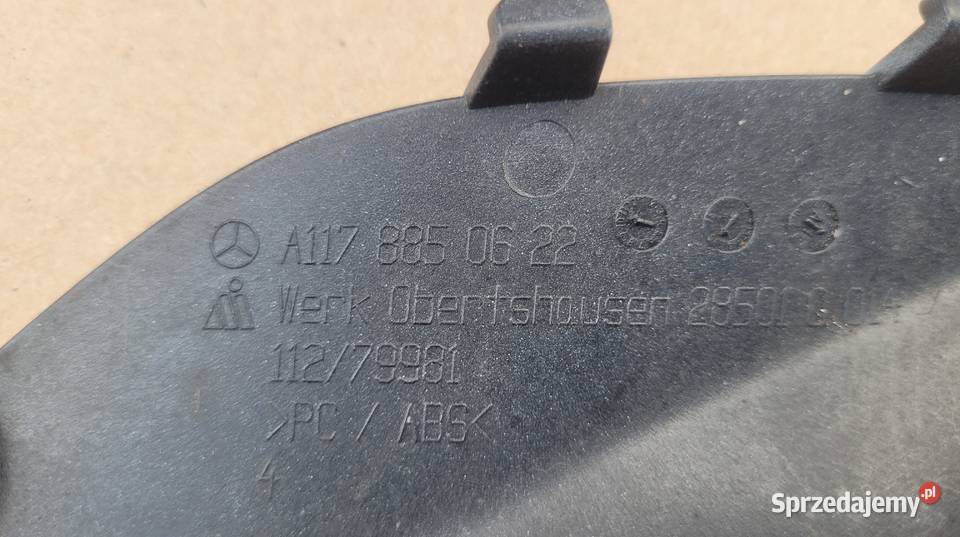 A117 885 06 22
Werk Obertshausen
112/79981
>PC / ABS<
4
Sprzedajemy.pl